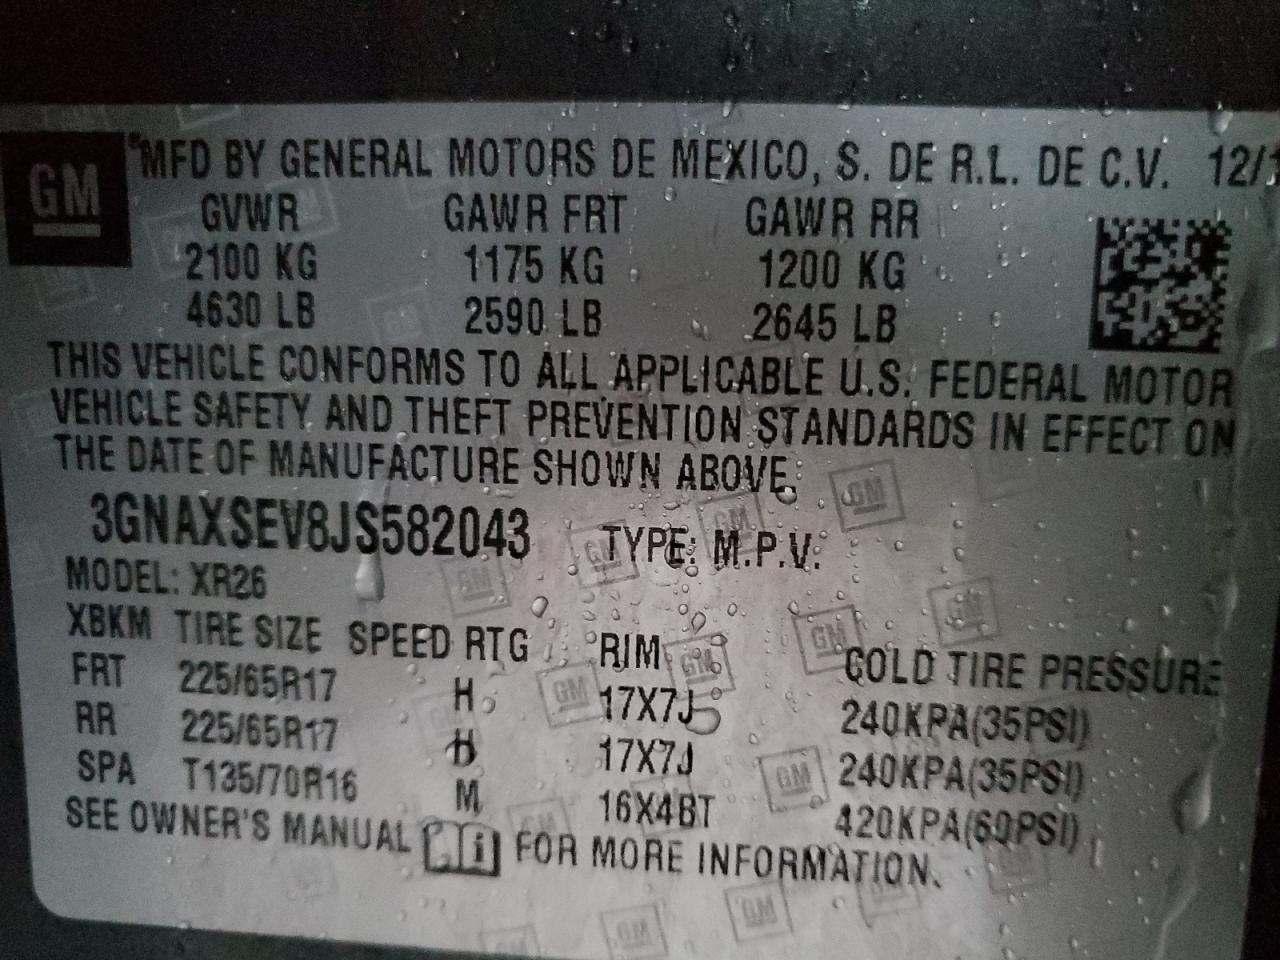 GM
MFD BY GENERAL MOTORS DE MEXICO, S. DE R.L. DE C.V. 12/1
GVWR GAWR FRT GAWR RR
2100 KG 1175 KG 1200 KG
4630 LB 2590 LB 2645 LB
THIS VEHICLE CONFORMS TO ALL APPLICABLE U.S. FEDERAL MOTOR
VEHICLE SAFETY AND THEFT PREVENTION STANDARDS IN EFFECT ON
THE DATE OF MANUFACTURE SHOWN ABOVE.
3GNAXSEV8JS582043 TYPE: M.P.V.
MODEL: XR26
XBKM TIRE SIZE SPEED RTG RIM COLD TIRE PRESSURE
FRT 225/65R17 H 17X7J 240KPA(35PSI)
RR 225/65R17 H 17X7J 240KPA(35PSI)
SPA T135/70R16 M 16X4BT 420KPA(60PSI)
SEE OWNER'S MANUAL i FOR MORE INFORMATION.